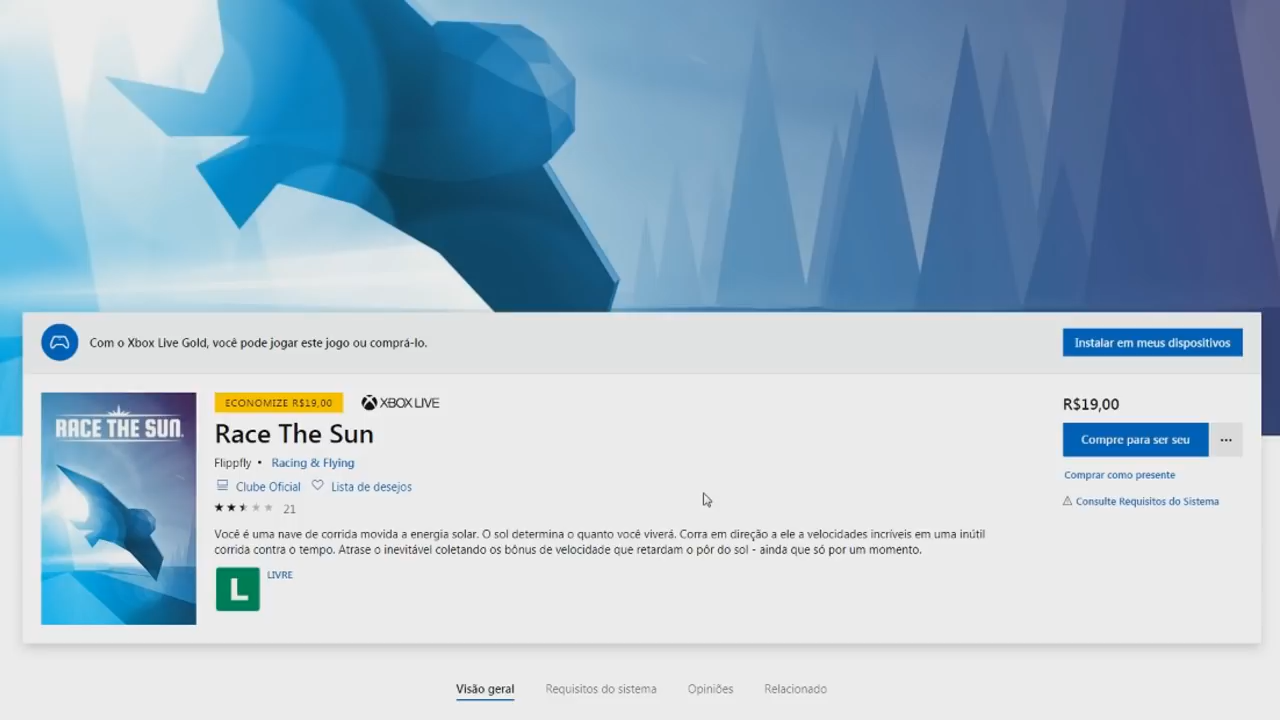 Com o Xbox Live Gold, você pode jogar este jogo ou comprá-lo.
Instalar em meus dispositivos
RACE THE SUN.
ECONOMIZE R$19,00
XBOX LIVE
Race The Sun
Flippfly • Racing & Flying
Clube Oficial
Lista de desejos
21
Você é uma nave de corrida movida a energia solar. O sol determina o quanto você viverá. Corra em direção a ele a velocidades incríveis em uma inútil
corrida contra o tempo. Atrase o inevitável coletando os bônus de velocidade que retardam o pôr do sol - ainda que só por um momento.
L
LIVRE
R$19,00
Compre para ser seu
...
Comprar como presente
Consulte Requisitos do Sistema
Visão geral
Requisitos do sistema
Opiniões
Relacionado